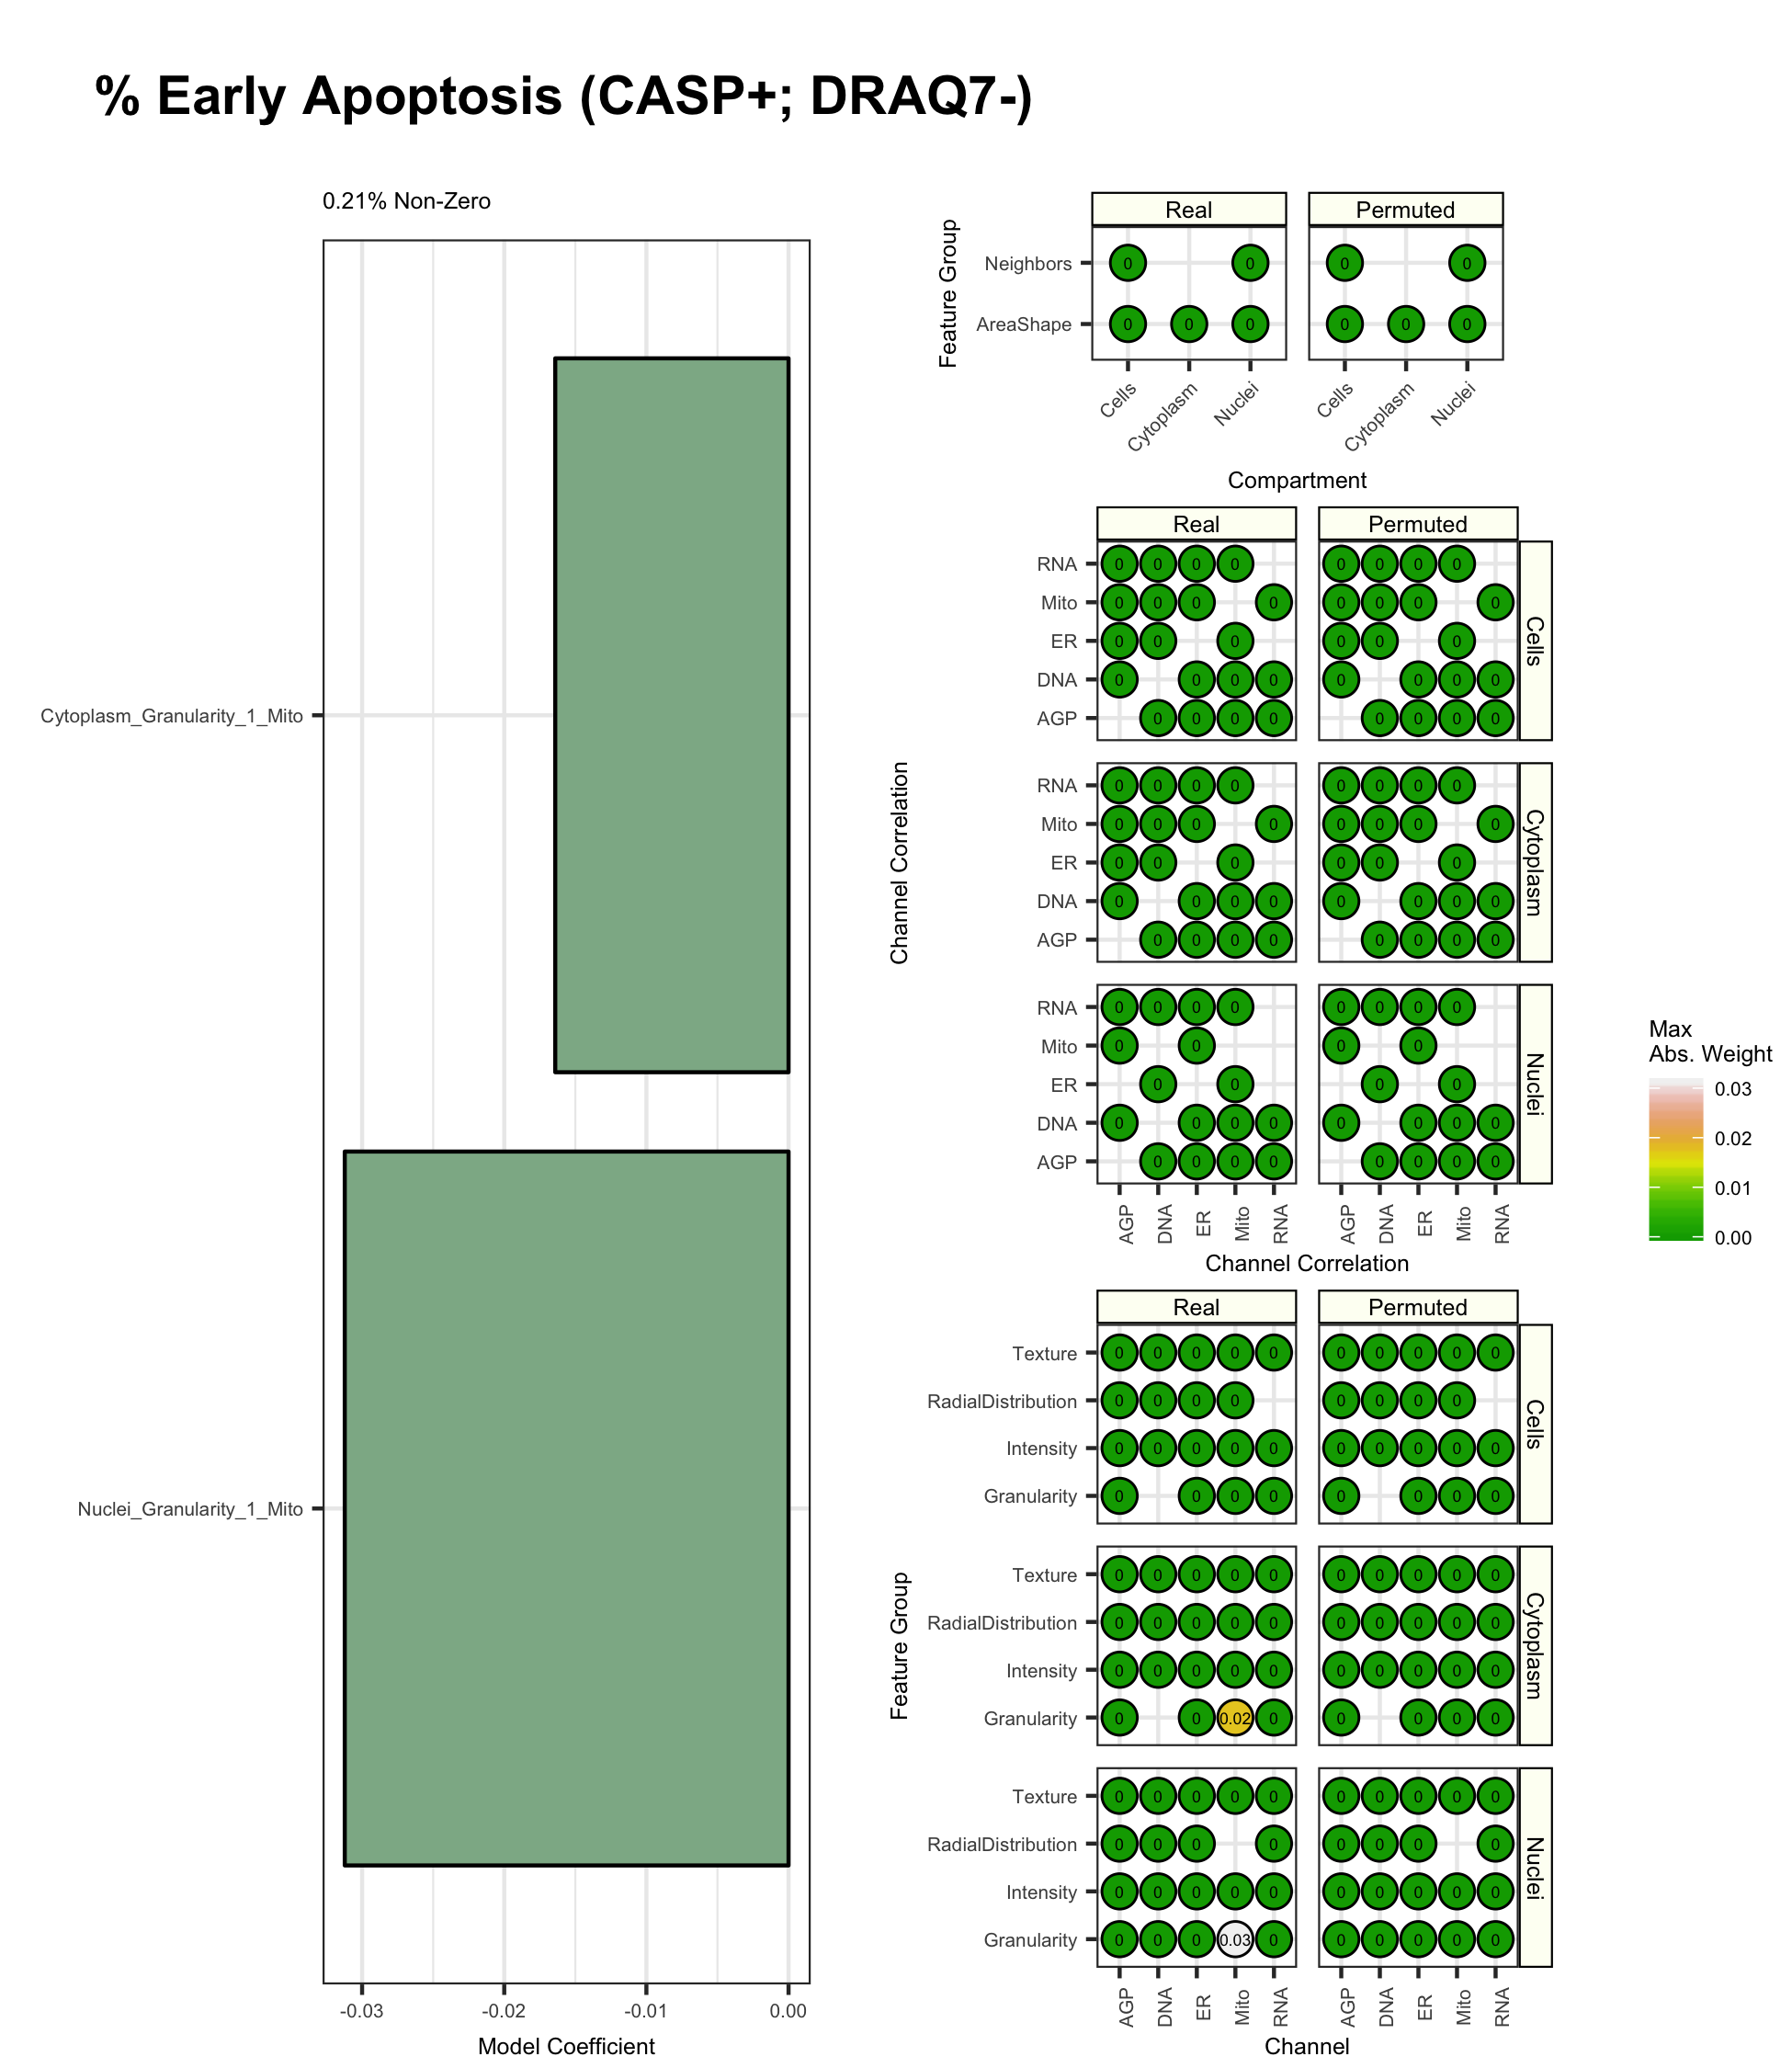 % Early Apoptosis (CASP+; DRAQ7-)
0.21% Non-Zero
Cytoplasm_Granularity_1_Mito
Nuclei_Granularity_1_Mito
-0.03 -0.02 -0.01 0.00
Model Coefficient
Real Permuted
Feature Group
Neighbors 0 0 0 0
AreaShape 0 0 0 0 0 0
Cells Cytoplasm Nuclei Cells Cytoplasm Nuclei
Compartment
Real Permuted
Channel Correlation
RNA 0 0 0 0 0 0 0 0
Mito 0 0 0 0 0 0 0 0
ER 0 0 0 0 0 0
DNA 0 0 0 0 0 0 0 0
AGP 0 0 0 0 0 0 0 0
Cells
RNA 0 0 0 0 0 0 0 0
Mito 0 0 0 0 0 0 0 0
ER 0 0 0 0 0 0
DNA 0 0 0 0 0 0 0 0
AGP 0 0 0 0 0 0 0 0
Cytoplasm
RNA 0 0 0 0 0 0 0 0
Mito 0 0 0 0
ER 0 0 0 0
DNA 0 0 0 0 0 0 0 0
AGP 0 0 0 0 0 0 0 0
Nuclei
AGP DNA ER Mito RNA AGP DNA ER Mito RNA
Channel Correlation
Real Permuted
Feature Group
Texture 0 0 0 0 0 0 0 0 0 0
RadialDistribution 0 0 0 0 0 0 0 0
Intensity 0 0 0 0 0 0 0 0 0 0
Granularity 0 0 0 0 0 0 0 0
Cells
Texture 0 0 0 0 0 0 0 0 0 0
RadialDistribution 0 0 0 0 0 0 0 0 0 0
Intensity 0 0 0 0 0 0 0 0 0 0
Granularity 0 0 0.02 0 0 0 0 0
Cytoplasm
Texture 0 0 0 0 0 0 0 0 0 0
RadialDistribution 0 0 0 0 0 0 0 0
Intensity 0 0 0 0 0 0 0 0 0 0
Granularity 0 0 0 0.03 0 0 0 0 0 0
Nuclei
AGP DNA ER Mito RNA AGP DNA ER Mito RNA
Channel
Max
Abs. Weight
0.03
0.02
0.01
0.00